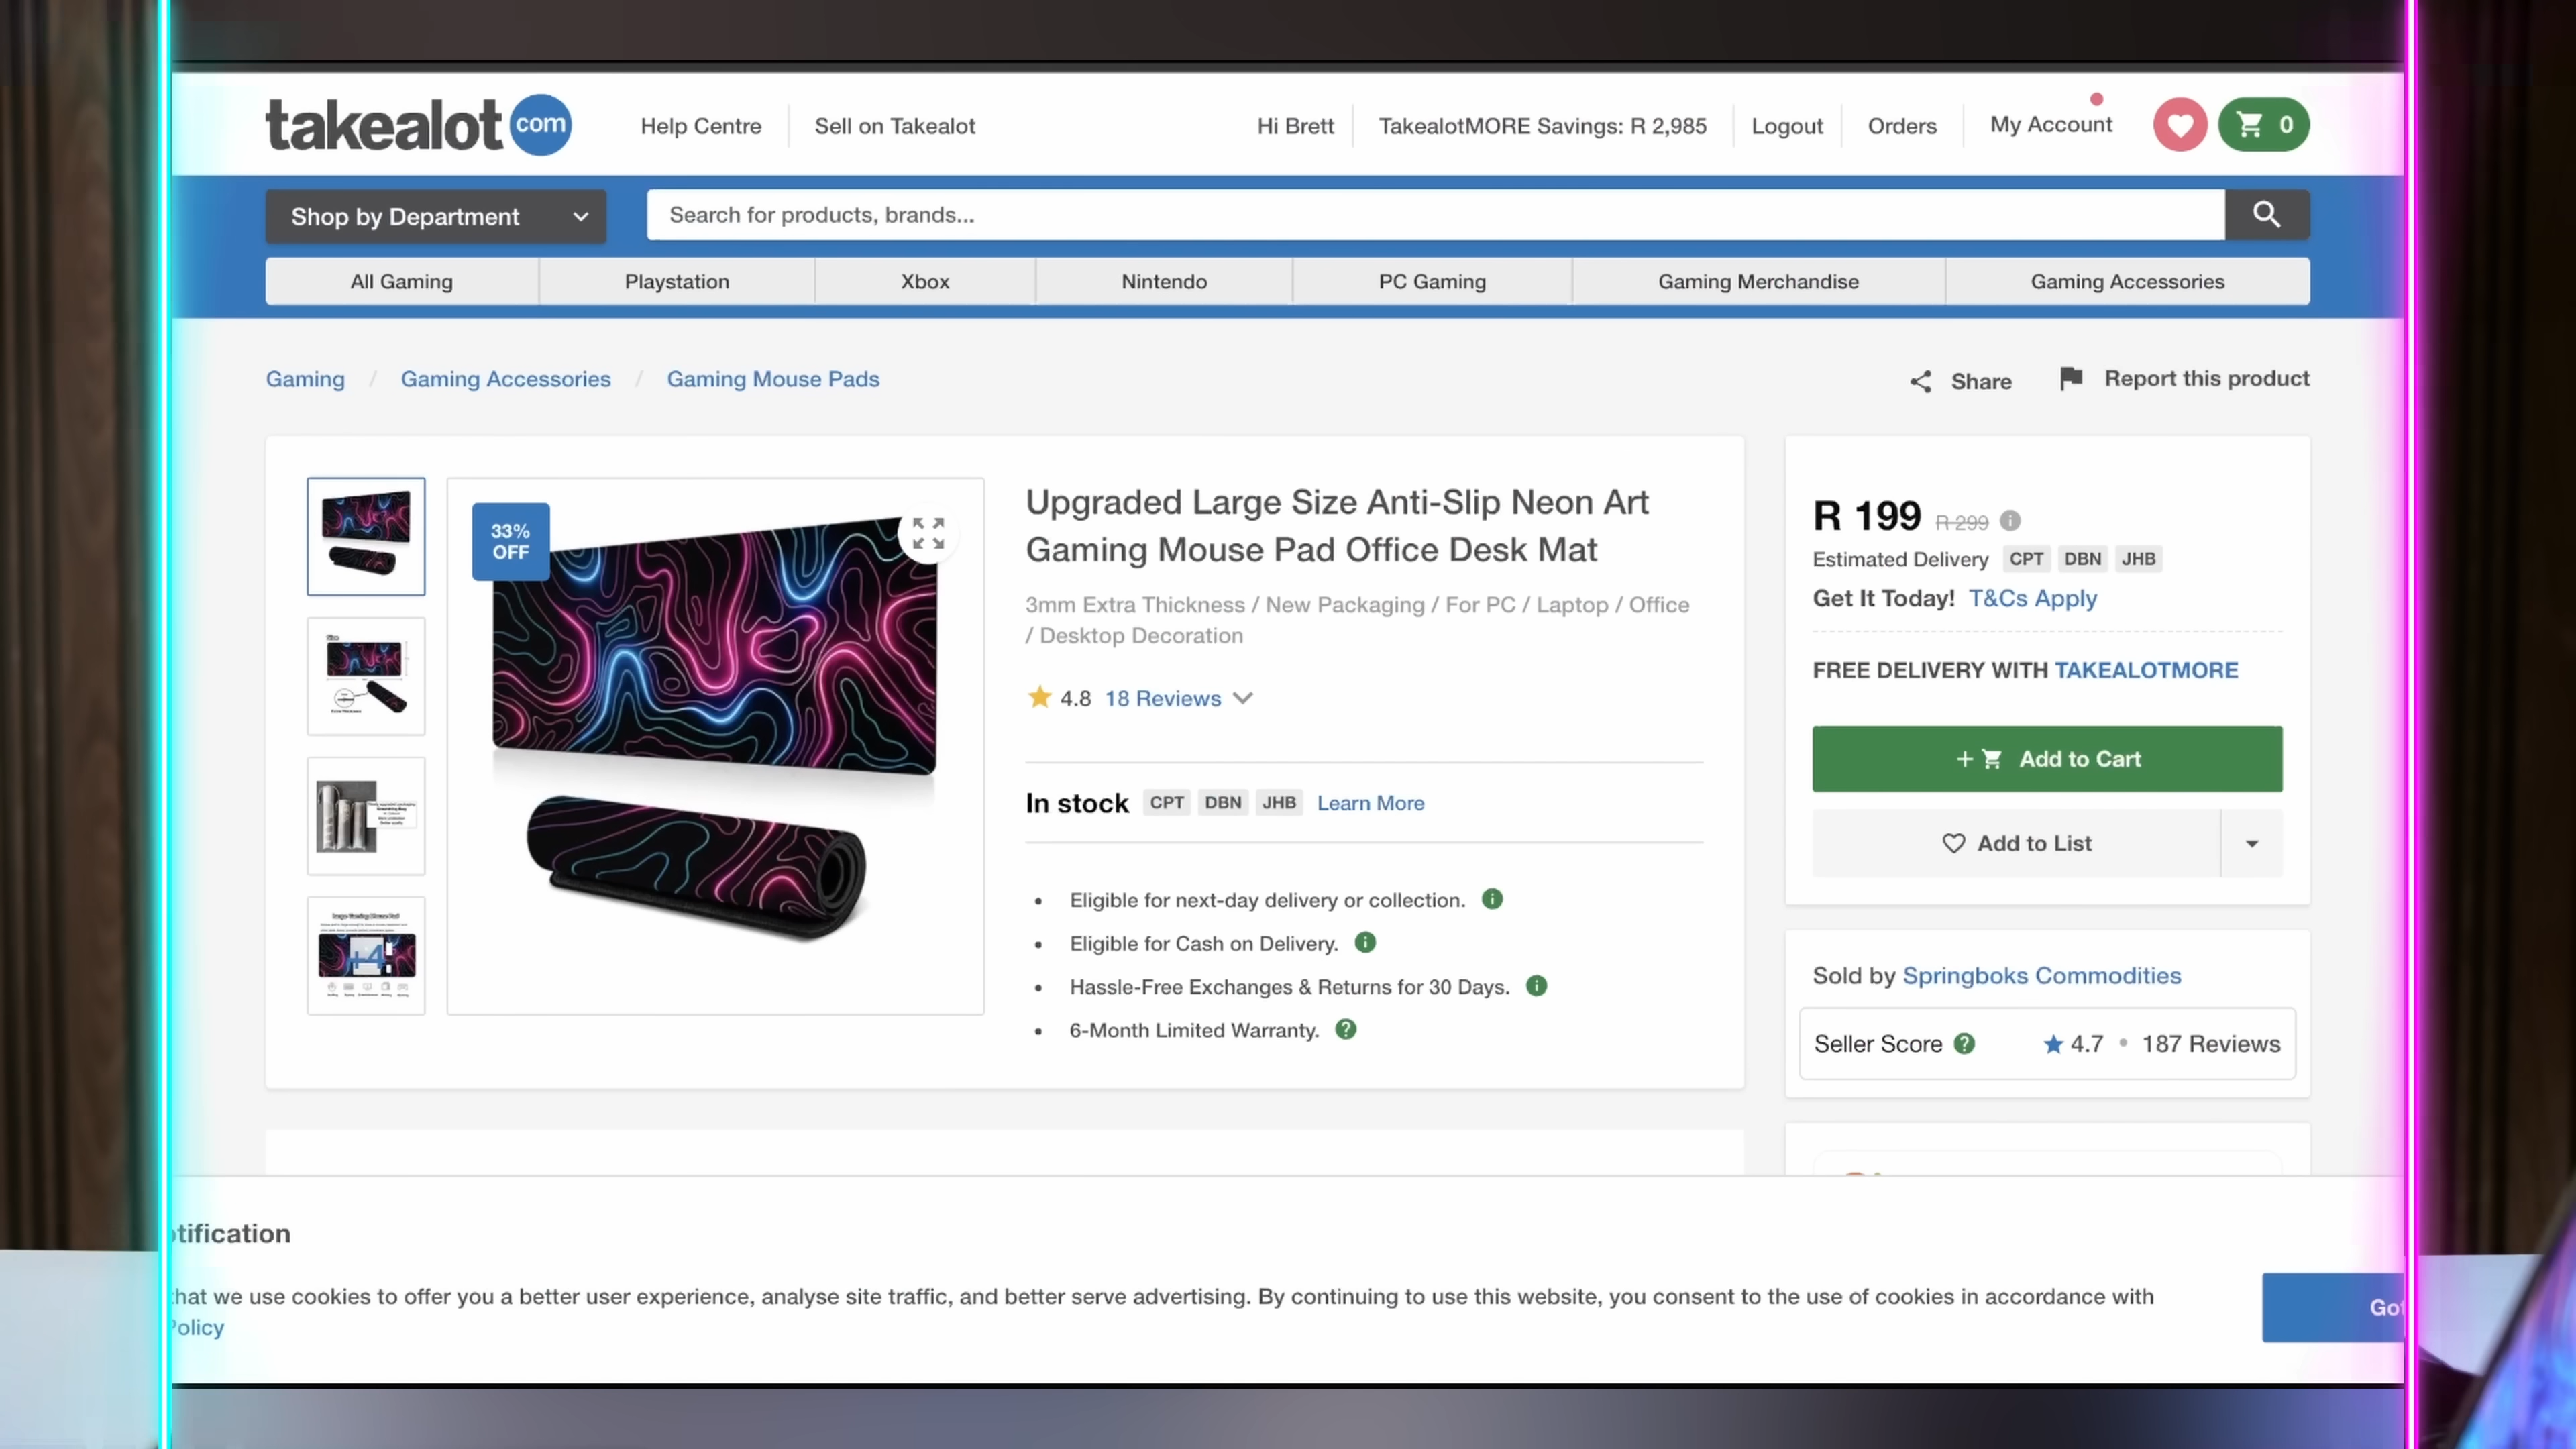 takealot com
Help Centre
Sell on Takealot
Hi Brett
TakealotMORE Savings: R 2,985
Logout
Orders
My Account
0
Shop by Department
Search for products, brands...
All Gaming
Playstation
Xbox
Nintendo
PC Gaming
Gaming Merchandise
Gaming Accessories
Gaming / Gaming Accessories / Gaming Mouse Pads
Share
Report this product
33%
OFF
+4
Upgraded Large Size Anti-Slip Neon Art
Gaming Mouse Pad Office Desk Mat
3mm Extra Thickness / New Packaging / For PC / Laptop / Office
/ Desktop Decoration
4.8 18 Reviews
In stock CPT DBN JHB Learn More
• Eligible for next-day delivery or collection.
• Eligible for Cash on Delivery.
• Hassle-Free Exchanges & Returns for 30 Days.
• 6-Month Limited Warranty.
R 199 R 299
Estimated Delivery CPT DBN JHB
Get It Today! T&Cs Apply
FREE DELIVERY WITH TAKEALOTMORE
+ Add to Cart
Add to List
Sold by Springboks Commodities
Seller Score 4.7 • 187 Reviews
otification
that we use cookies to offer you a better user experience, analyse site traffic, and better serve advertising. By continuing to use this website, you consent to the use of cookies in accordance with
Policy
Got